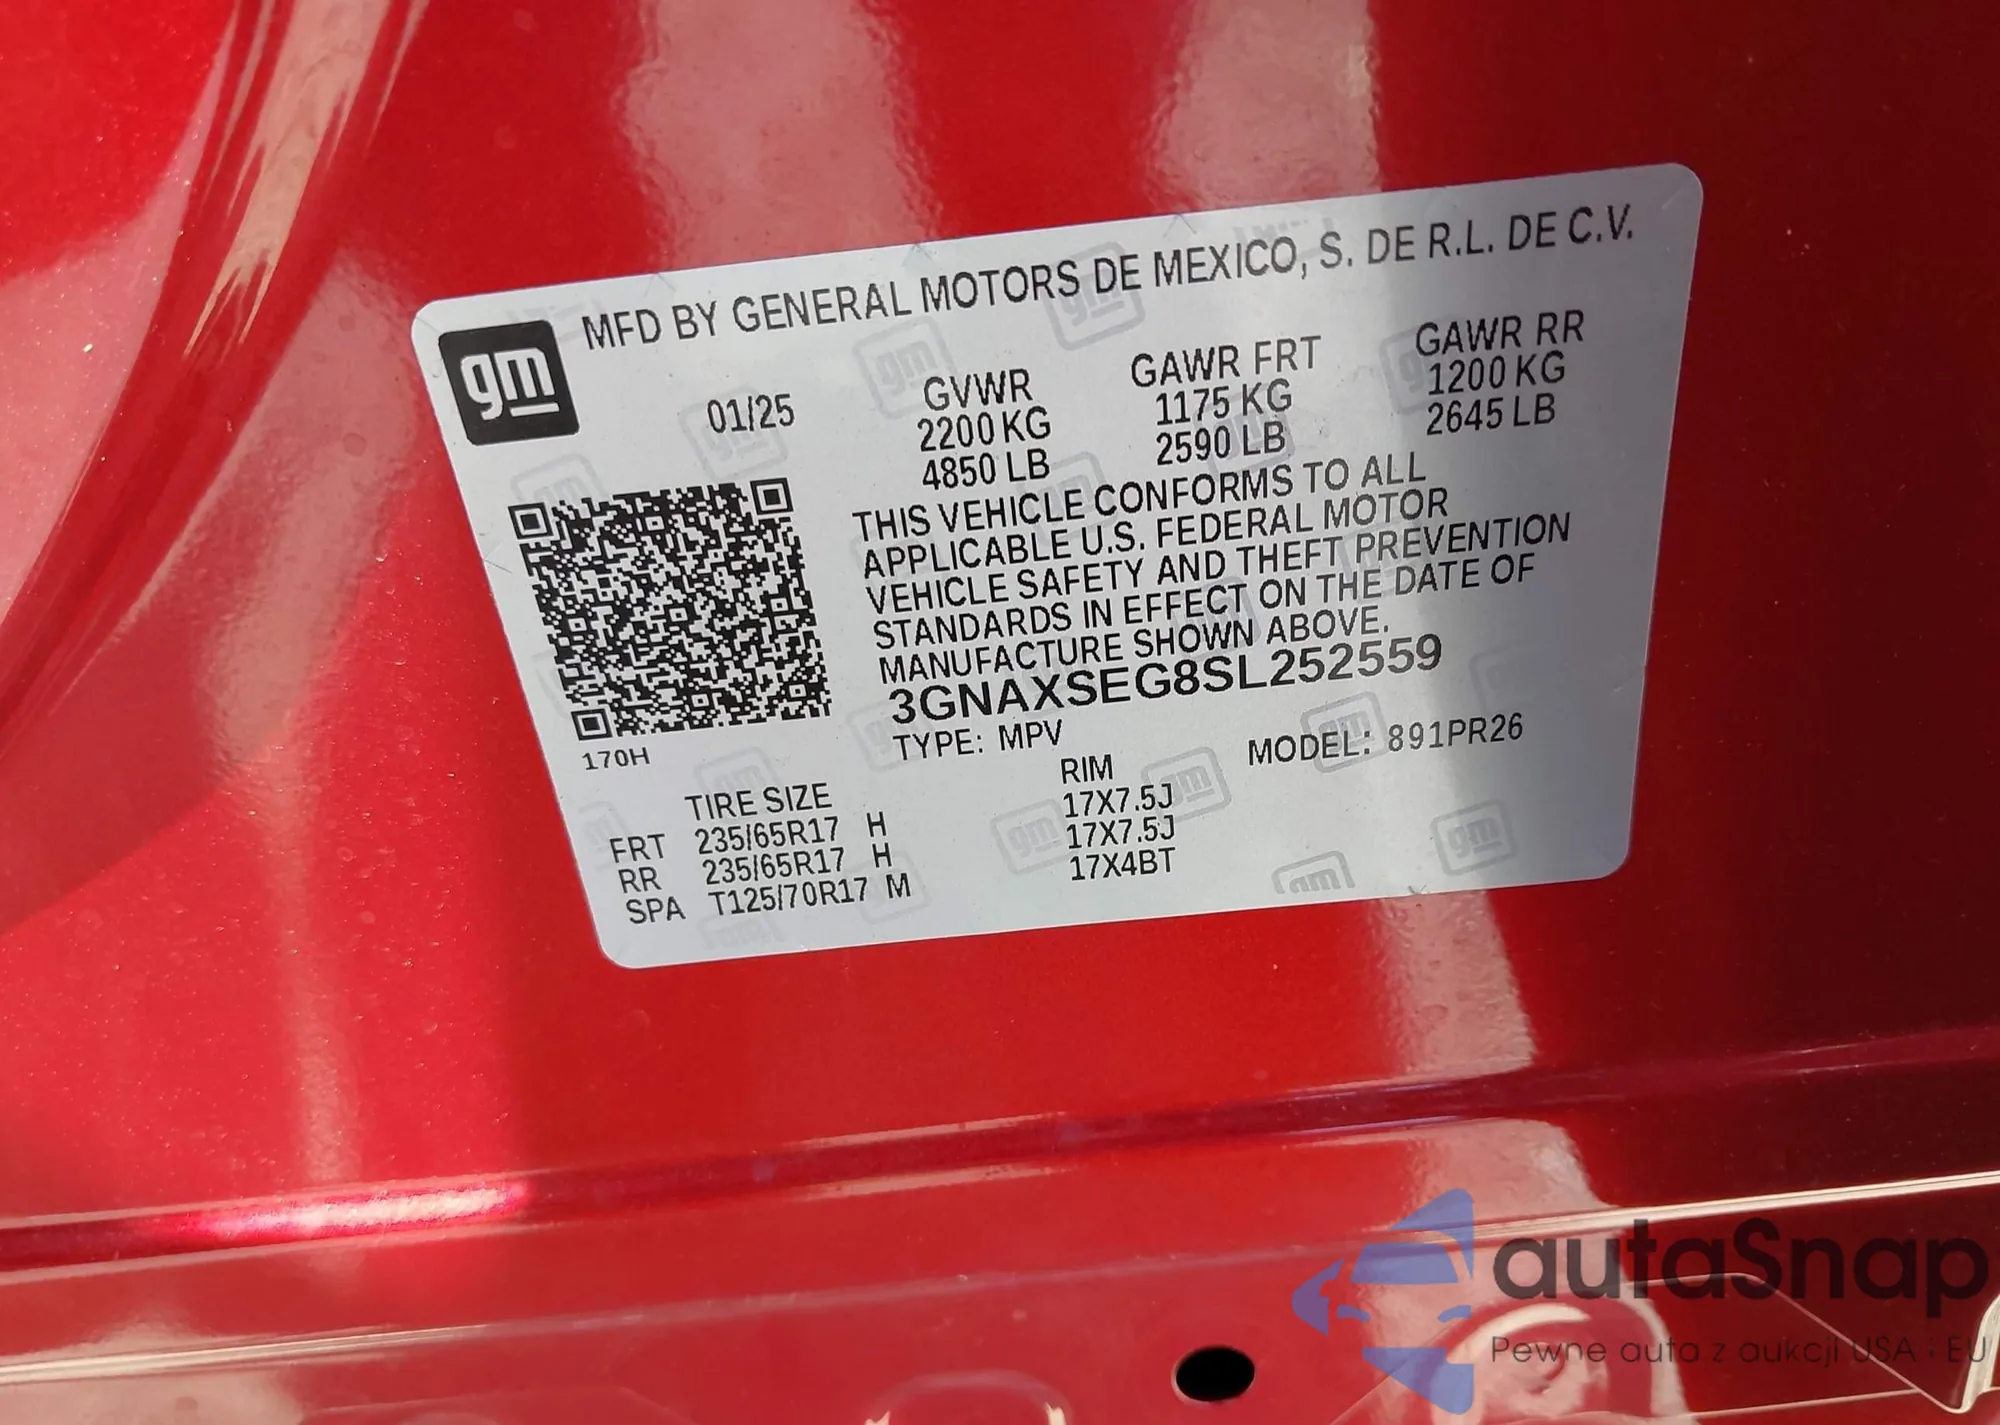 gm
MFD BY GENERAL MOTORS DE MEXICO, S. DE R.L. DE C.V.
01/25 GVWR GAWR FRT GAWR RR
2200 KG 1175 KG 1200 KG
4850 LB 2590 LB 2645 LB
THIS VEHICLE CONFORMS TO ALL
APPLICABLE U.S. FEDERAL MOTOR
VEHICLE SAFETY AND THEFT PREVENTION
STANDARDS IN EFFECT ON THE DATE OF
MANUFACTURE SHOWN ABOVE.
3GNAXSEG8SL252559
170H
TYPE: MPV MODEL: 891PR26
TIRE SIZE RIM
FRT 235/65R17 H 17X7.5J
RR 235/65R17 H 17X7.5J
SPA T125/70R17 M 17X4BT
autaSnap
Pewne auta z aukcji USA i EU